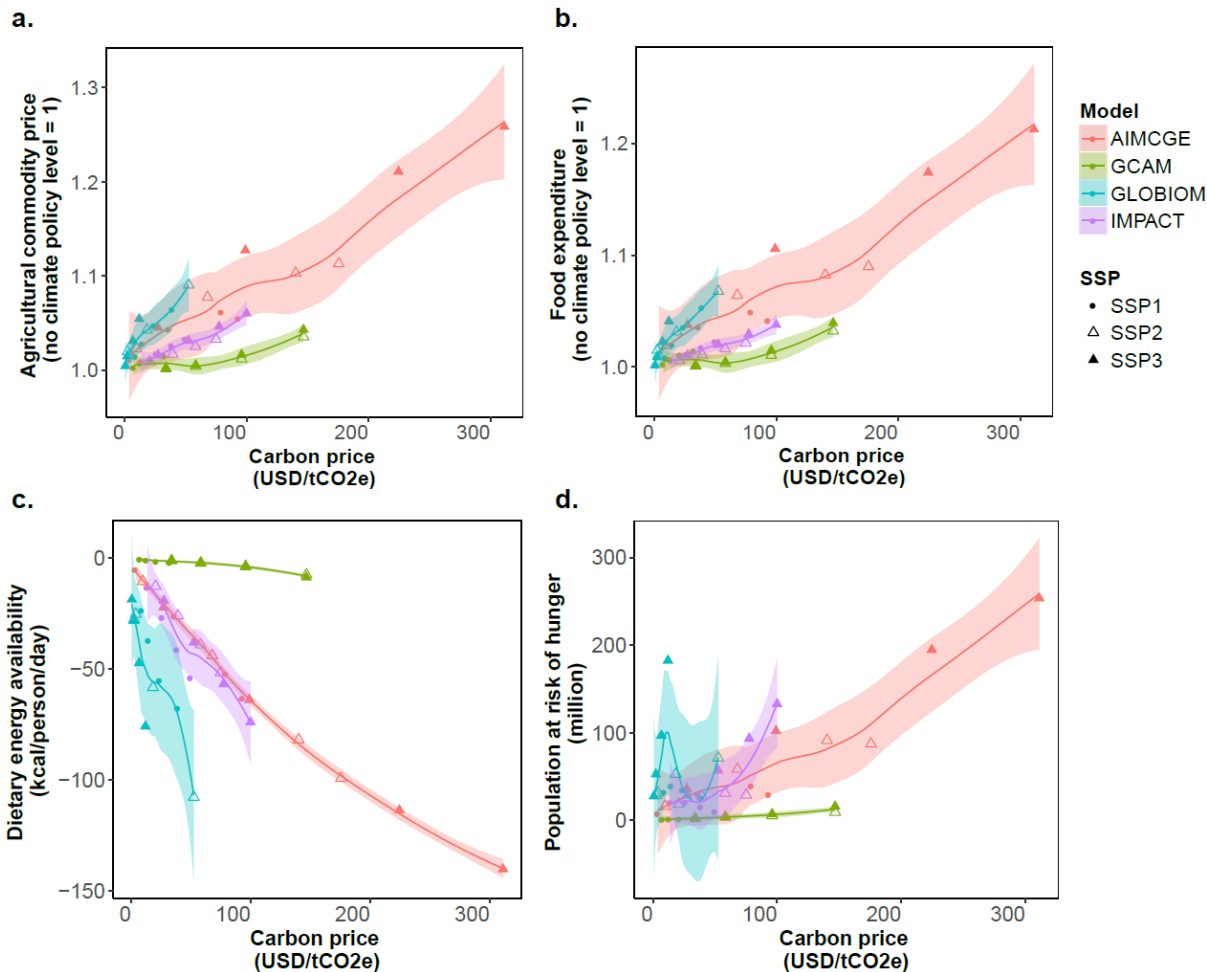 a.
Agricultural commodity price
(no climate policy level = 1)
1.3
1.2
1.1
1.0
0
100
200
300
Carbon price
(USD/tCO2e)
b.
Food expenditure
(no climate policy level = 1)
1.2
1.1
1.0
0
100
200
300
Carbon price
(USD/tCO2e)
Model
AIMCGE
GCAM
GLOBIOM
IMPACT
SSP
SSP1
SSP2
SSP3
c.
Dietary energy availability
(kcal/person/day)
0
−50
−100
−150
0
100
200
300
Carbon price
(USD/tCO2e)
d.
Population at risk of hunger
(million)
300
200
100
0
0
100
200
300
Carbon price
(USD/tCO2e)